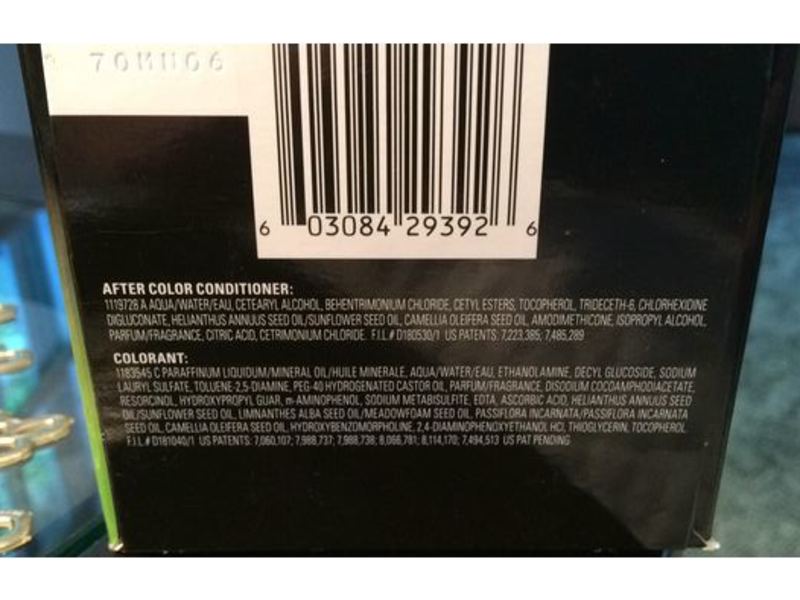 70MM06
6 03084 29392 6
AFTER COLOR CONDITIONER:
1119728 A AQUA/WATER/EAU, CETEARYL ALCOHOL, BEHENTRIMONIUM CHLORIDE, CETYL ESTERS, TOCOPHEROL, TRIDECETH-6, CHLORHEXIDINE
DIGLUCONATE, HELIANTHUS ANNUUS SEED OIL/SUNFLOWER SEED OIL, CAMELLIA OLEIFERA SEED OIL, AMODIMETHICONE, ISOPROPYL ALCOHOL,
PARFUM/FRAGRANCE, CITRIC ACID, CETRIMONIUM CHLORIDE. F.I.L# D180530/1 US PATENTS: 7,223,385; 7,485,289
COLORANT:
1183545 C PARAFFINUM LIQUIDUM/MINERAL OIL/HUILE MINERALE, AQUA/WATER/EAU, ETHANOLAMINE, DECYL GLUCOSIDE, SODIUM
LAURYL SULFATE, TOLUENE-2,5-DIAMINE, PEG-40 HYDROGENATED CASTOR OIL, PARFUM/FRAGRANCE, DISODIUM COCOAMPHODIACETATE,
RESORCINOL, HYDROXYPROPYL GUAR, m-AMINOPHENOL, SODIUM METABISULFITE, EDTA, ASCORBIC ACID, HELIANTHUS ANNUUS SEED
OIL/SUNFLOWER SEED OIL, LIMNANTHES ALBA SEED OIL/MEADOWFOAM SEED OIL, PASSIFLORA INCARNATA/PASSIFLORA INCARNATA
SEED OIL, CAMELLIA OLEIFERA SEED OIL, HYDROXYBENZOMORPHOLINE, 2,4-DIAMINOPHENOXYETHANOL HCI, THIOGLYCERIN, TOCOPHEROL.
F.I.L# D181040/1 US PATENTS: 7,060,107; 7,988,737; 7,988,738; 8,066,781; 8,114,170; 7,494,513 US PAT PENDING